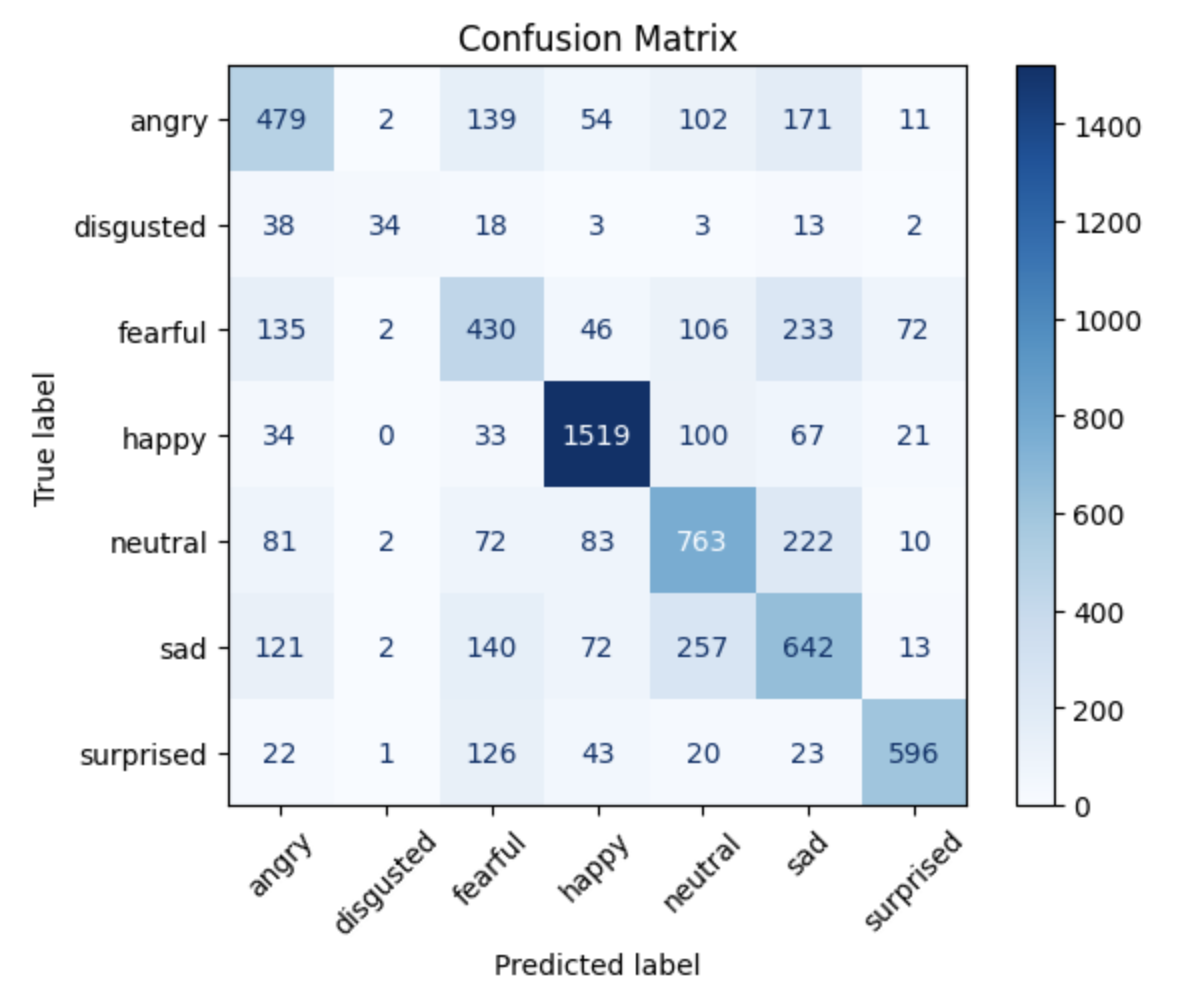 Confusion Matrix
True label
angry 479 2 139 54 102 171 11
disgusted 38 34 18 3 3 13 2
fearful 135 2 430 46 106 233 72
happy 34 0 33 1519 100 67 21
neutral 81 2 72 83 763 222 10
sad 121 2 140 72 257 642 13
surprised 22 1 126 43 20 23 596
angry disgusted fearful happy neutral sad surprised
Predicted label
1400
1200
1000
800
600
400
200
0